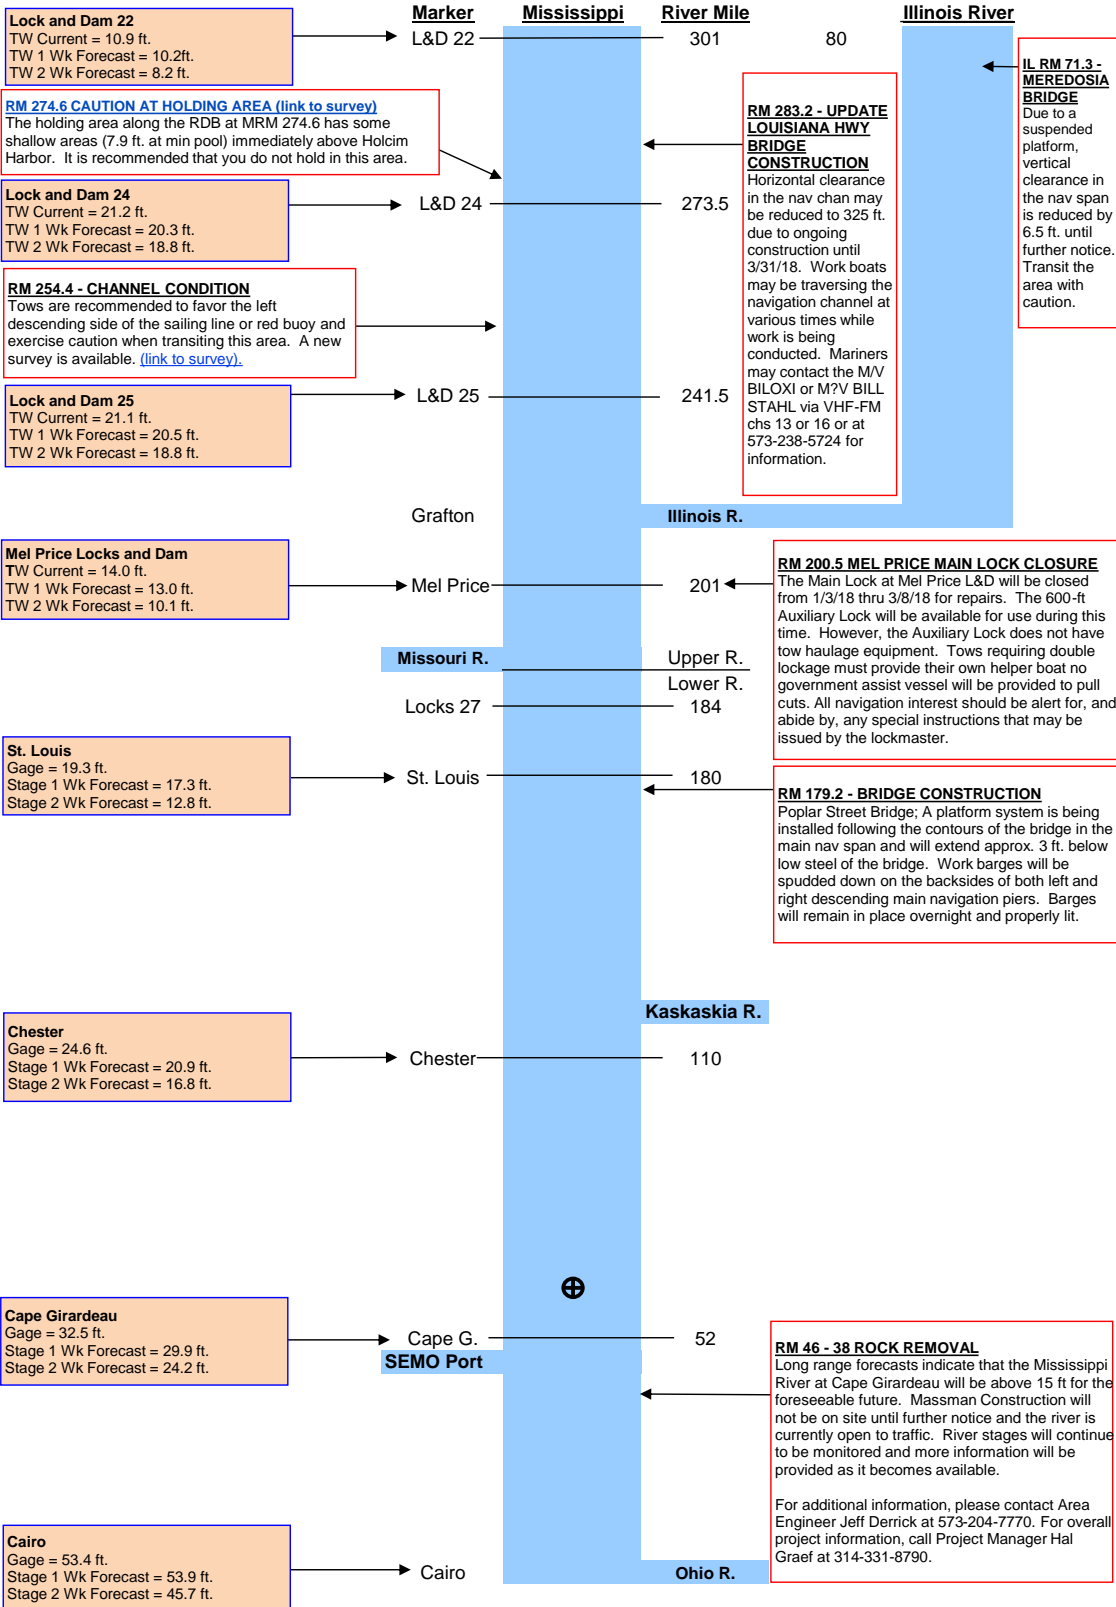 Marker
Mississippi
River Mile
Illinois River
Lock and Dam 22
TW Current = 10.9 ft.
TW 1 Wk Forecast = 10.2ft.
TW 2 Wk Forecast = 8.2 ft.
L&D 22
301
80
RM 274.6 CAUTION AT HOLDING AREA (link to survey)
The holding area along the RDB at MRM 274.6 has some
shallow areas (7.9 ft. at min pool) immediately above Holcim
Harbor. It is recommended that you do not hold in this area.
RM 283.2 - UPDATE
LOUISIANA HWY
BRIDGE
CONSTRUCTION
Horizontal clearance
in the nav chan may
be reduced to 325 ft.
due to ongoing
construction until
3/31/18. Work boats
may be traversing the
navigation channel at
various times while
work is being
conducted. Mariners
may contact the M/V
BILOXI or M?V BILL
STAHL via VHF-FM
chs 13 or 16 or at
573-238-5724 for
information.
IL RM 71.3 -
MEREDOSIA
BRIDGE
Due to a
suspended
platform,
vertical
clearance in
the nav span
is reduced by
6.5 ft. until
further notice.
Transit the
area with
caution.
Lock and Dam 24
TW Current = 21.2 ft.
TW 1 Wk Forecast = 20.3 ft.
TW 2 Wk Forecast = 18.8 ft.
L&D 24
273.5
RM 254.4 - CHANNEL CONDITION
Tows are recommended to favor the left
descending side of the sailing line or red buoy and
exercise caution when transiting this area. A new
survey is available. (link to survey).
Lock and Dam 25
TW Current = 21.1 ft.
TW 1 Wk Forecast = 20.5 ft.
TW 2 Wk Forecast = 18.8 ft.
L&D 25
241.5
Grafton
Illinois R.
Mel Price Locks and Dam
TW Current = 14.0 ft.
TW 1 Wk Forecast = 13.0 ft.
TW 2 Wk Forecast = 10.1 ft.
Mel Price
201
RM 200.5 MEL PRICE MAIN LOCK CLOSURE
The Main Lock at Mel Price L&D will be closed
from 1/3/18 thru 3/8/18 for repairs. The 600-ft
Auxiliary Lock will be available for use during this
time. However, the Auxiliary Lock does not have
tow haulage equipment. Tows requiring double
lockage must provide their own helper boat no
government assist vessel will be provided to pull
cuts. All navigation interest should be alert for, and
abide by, any special instructions that may be
issued by the lockmaster.
Missouri R.
Upper R.
Lower R.
Locks 27
184
St. Louis
Gage = 19.3 ft.
Stage 1 Wk Forecast = 17.3 ft.
Stage 2 Wk Forecast = 12.8 ft.
St. Louis
180
RM 179.2 - BRIDGE CONSTRUCTION
Poplar Street Bridge; A platform system is being
installed following the contours of the bridge in the
main nav span and will extend approx. 3 ft. below
low steel of the bridge. Work barges will be
spudded down on the backsides of both left and
right descending main navigation piers. Barges
will remain in place overnight and properly lit.
Kaskaskia R.
Chester
Gage = 24.6 ft.
Stage 1 Wk Forecast = 20.9 ft.
Stage 2 Wk Forecast = 16.8 ft.
Chester
110
Cape Girardeau
Gage = 32.5 ft.
Stage 1 Wk Forecast = 29.9 ft.
Stage 2 Wk Forecast = 24.2 ft.
Cape G.
52
SEMO Port
RM 46 - 38 ROCK REMOVAL
Long range forecasts indicate that the Mississippi
River at Cape Girardeau will be above 15 ft for the
foreseeable future. Massman Construction will
not be on site until further notice and the river is
currently open to traffic. River stages will continue
to be monitored and more information will be
provided as it becomes available.
For additional information, please contact Area
Engineer Jeff Derrick at 573-204-7770. For overall
project information, call Project Manager Hal
Graef at 314-331-8790.
Cairo
Gage = 53.4 ft.
Stage 1 Wk Forecast = 53.9 ft.
Stage 2 Wk Forecast = 45.7 ft.
Cairo
Ohio R.